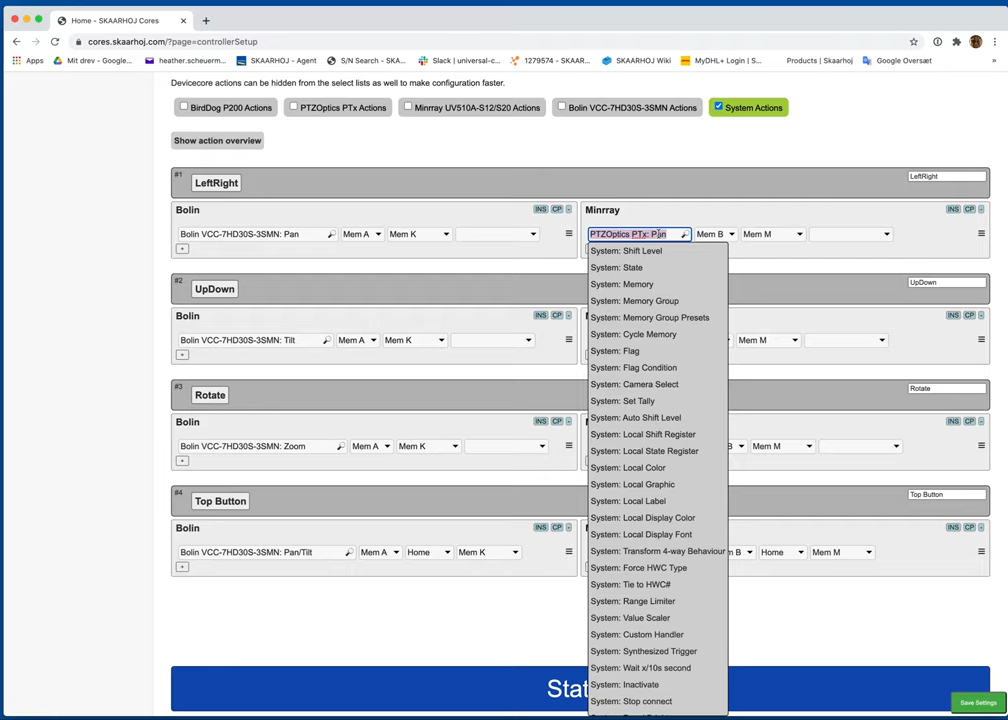 Home - SKAARHOJ Cores
cores.skaarhoj.com/?page=controllerSetup
Apps Mit drev - Google... heather.scheuerm... SKAARHOJ - Agent S/N Search - SKA... Slack | universal-c... 1279574 - SKAAR... SKAARHOJ Wiki MyDHL+ Login | S... Products | Skaarhoj Google Oversæt »
Devicecore actions can be hidden from the select lists as well to make configuration faster.
BirdDog P200 Actions PTZOptics PTx Actions Minrray UV510A-S12/S20 Actions Bolin VCC-7HD30S-3SMN Actions System Actions
Show action overview
#1 LeftRight LeftRight
Bolin INS CP - Minrray INS CP -
Bolin VCC-7HD30S-3SMN: Pan Mem A Mem K PTZOptics PTx: Pan Mem B Mem M
+
System: Shift Level
System: State
#2 UpDown UpDown
System: Memory
System: Memory Group
Bolin INS CP - INS CP -
System: Memory Group Presets
System: Cycle Memory
Bolin VCC-7HD30S-3SMN: Tilt Mem A Mem K Mem M
+
System: Flag
System: Flag Condition
#3 Rotate Rotate
System: Camera Select
System: Set Tally
System: Auto Shift Level
Bolin INS CP - INS CP -
System: Local Shift Register
Bolin VCC-7HD30S-3SMN: Zoom Mem A Mem K B Mem M
+
System: Local State Register
System: Local Color
System: Local Graphic
#4 Top Button Top Button
System: Local Label
System: Local Display Color
Bolin INS CP - INS CP -
System: Local Display Font
Bolin VCC-7HD30S-3SMN: Pan/Tilt Mem A Home Mem K System: Transform 4-way Behaviour m B Home Mem M
+
System: Force HWC Type
System: Tie to HWC#
System: Range Limiter
System: Value Scaler
System: Custom Handler
System: Synthesized Trigger
System: Wait x/10s second
System: Inactivate
Stat
System: Stop connect
Save Settings